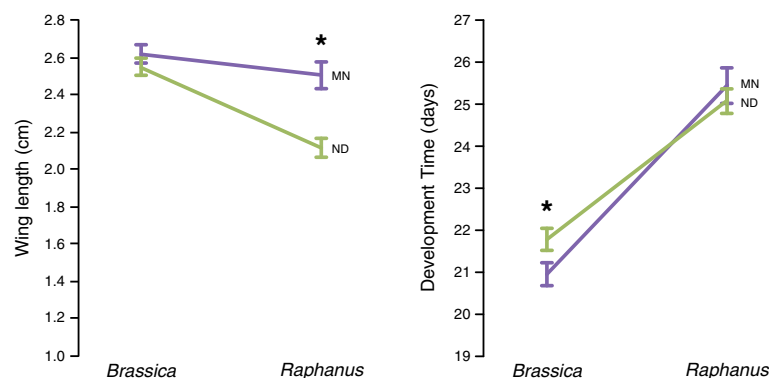 Wing length (cm)
2.8
2.6
2.4
2.2
2.0
1.8
1.6
1.4
1.2
1.0
*
MN
ND
Brassica
Raphanus
Development Time (days)
27
26
25
24
23
22
21
20
19
*
MN
ND
Brassica
Raphanus